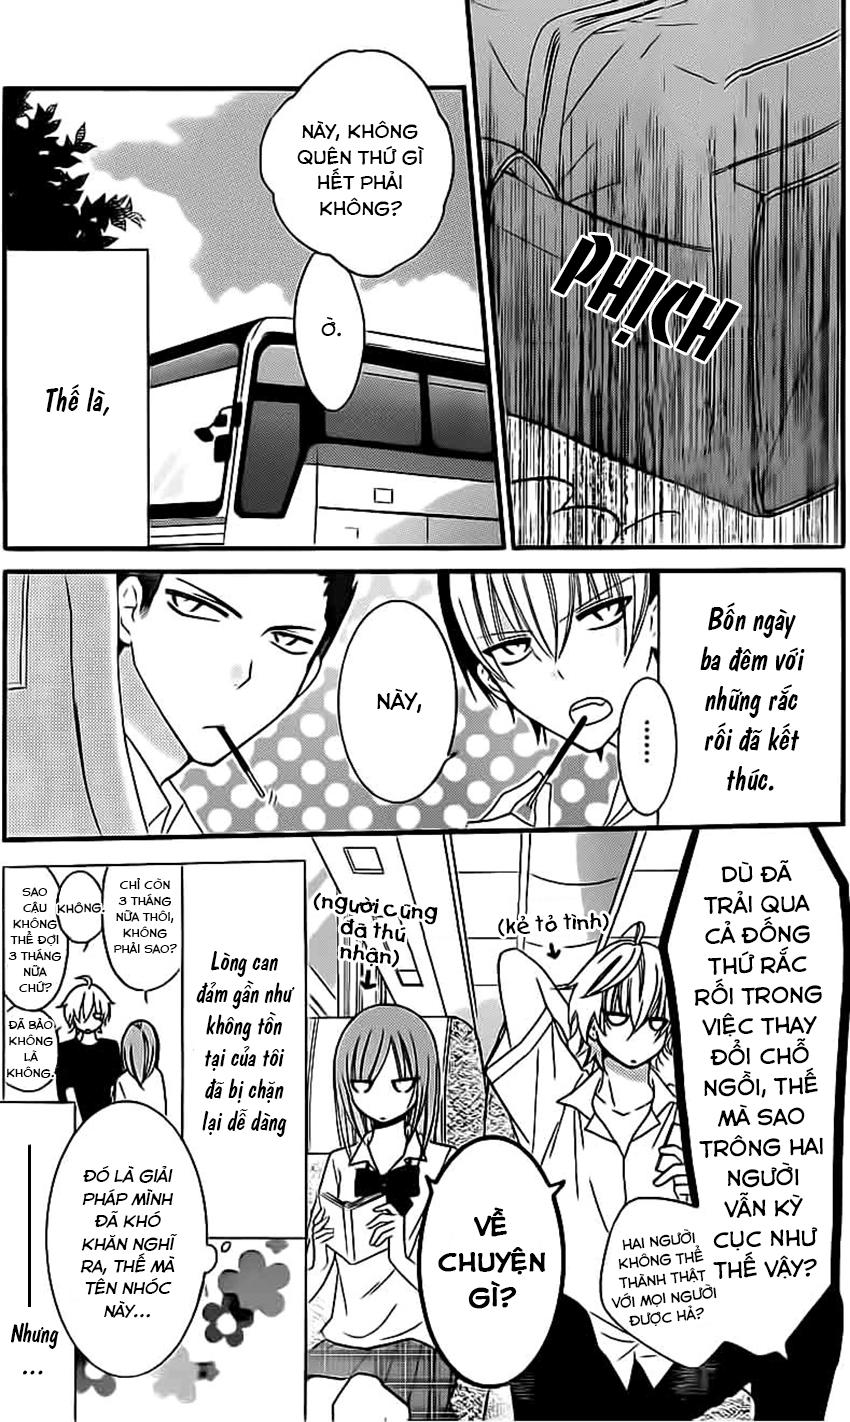 PHỊCH
NÀY, KHÔNG
QUÊN THỨ GÌ
HẾT PHẢI
KHÔNG?
Ờ.
Thế là,
Bốn ngày
ba đêm với
những rắc
rối đã kết
thúc.
........
NÀY,
DÙ ĐÃ
TRẢI QUA
CẢ ĐỐNG
THỨ RẮC
RỐI TRONG
VIỆC THAY
ĐỔI CHỖ
NGỒI, THẾ
MÀ SAO
TRÔNG HAI
NGƯỜI
VẪN KỲ
CỤC NHƯ
THẾ VẬY?
HAI NGƯỜI
KHÔNG THỂ
THÀNH THẬT
VỚI MỌI NGƯỜI
ĐƯỢC HẢ?
(kẻ tỏ tình)
(người cũng
đã thú
nhận)
VỀ
CHUYỆN
GÌ?
Lòng can
đảm gần như
không tồn
tại của tôi
đã bị chặn
lại dễ dàng
CHỈ CÒN
3 THÁNG
NỮA THÔI,
KHÔNG
PHẢI SAO?
KHÔNG.
SAO
CẬU
KHÔNG
THỂ ĐỢI
3 THÁNG
NỮA
CHỨ?
ĐÃ BẢO
KHÔNG
LÀ
KHÔNG.
ĐÓ LÀ GIẢI
PHÁP MÌNH
ĐÃ KHÓ
KHĂN NGHĨ
RA, THẾ MÀ
TÊN NHÓC
NÀY...
Nhưng
...